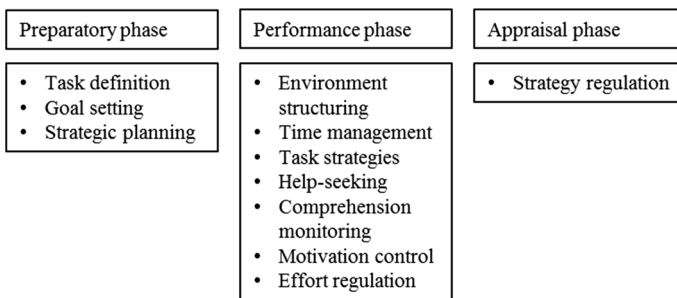 Preparatory phase
• Task definition
• Goal setting
• Strategic planning
Performance phase
• Environment
structuring
• Time management
• Task strategies
• Help-seeking
• Comprehension
monitoring
• Motivation control
• Effort regulation
Appraisal phase
• Strategy regulation